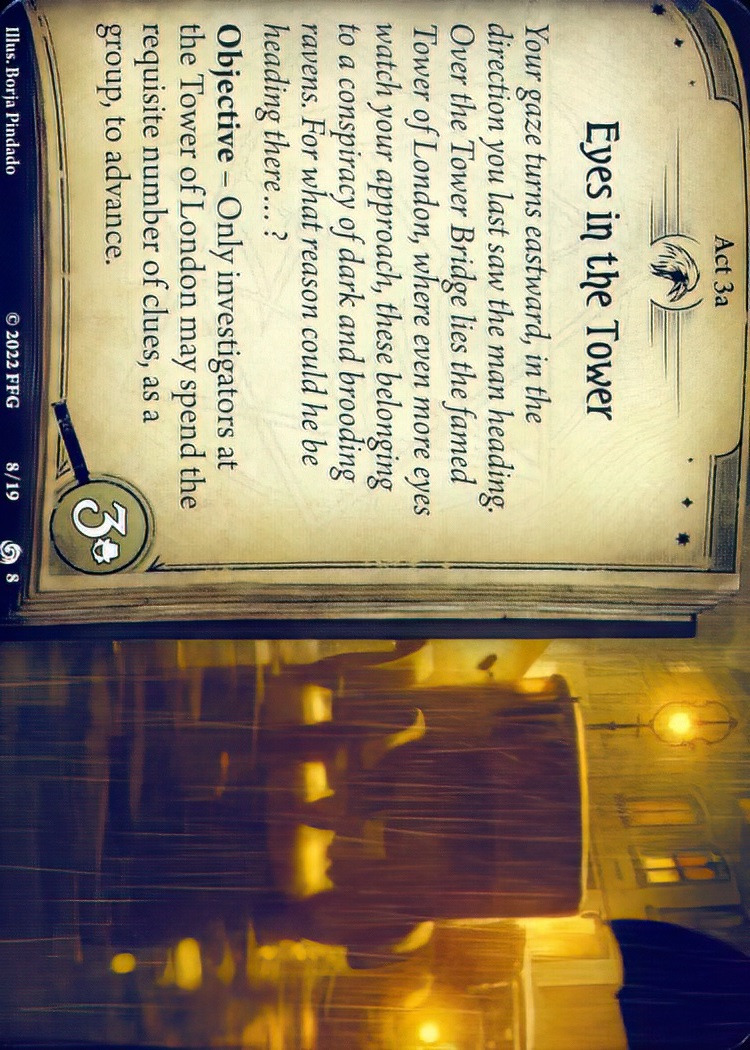 Act 3a
Eyes in the Tower
Your gaze turns eastward, in the
direction you last saw the man heading.
Over the Tower Bridge lies the famed
Tower of London, where even more eyes
watch your approach, these belonging
to a conspiracy of dark and brooding
ravens. For what reason could he be
heading there… ?
Objective – Only investigators at
the Tower of London may spend the
requisite number of clues, as a
group, to advance.
3
Illus. Borja Pindado © 2022 FFG 8/19 8